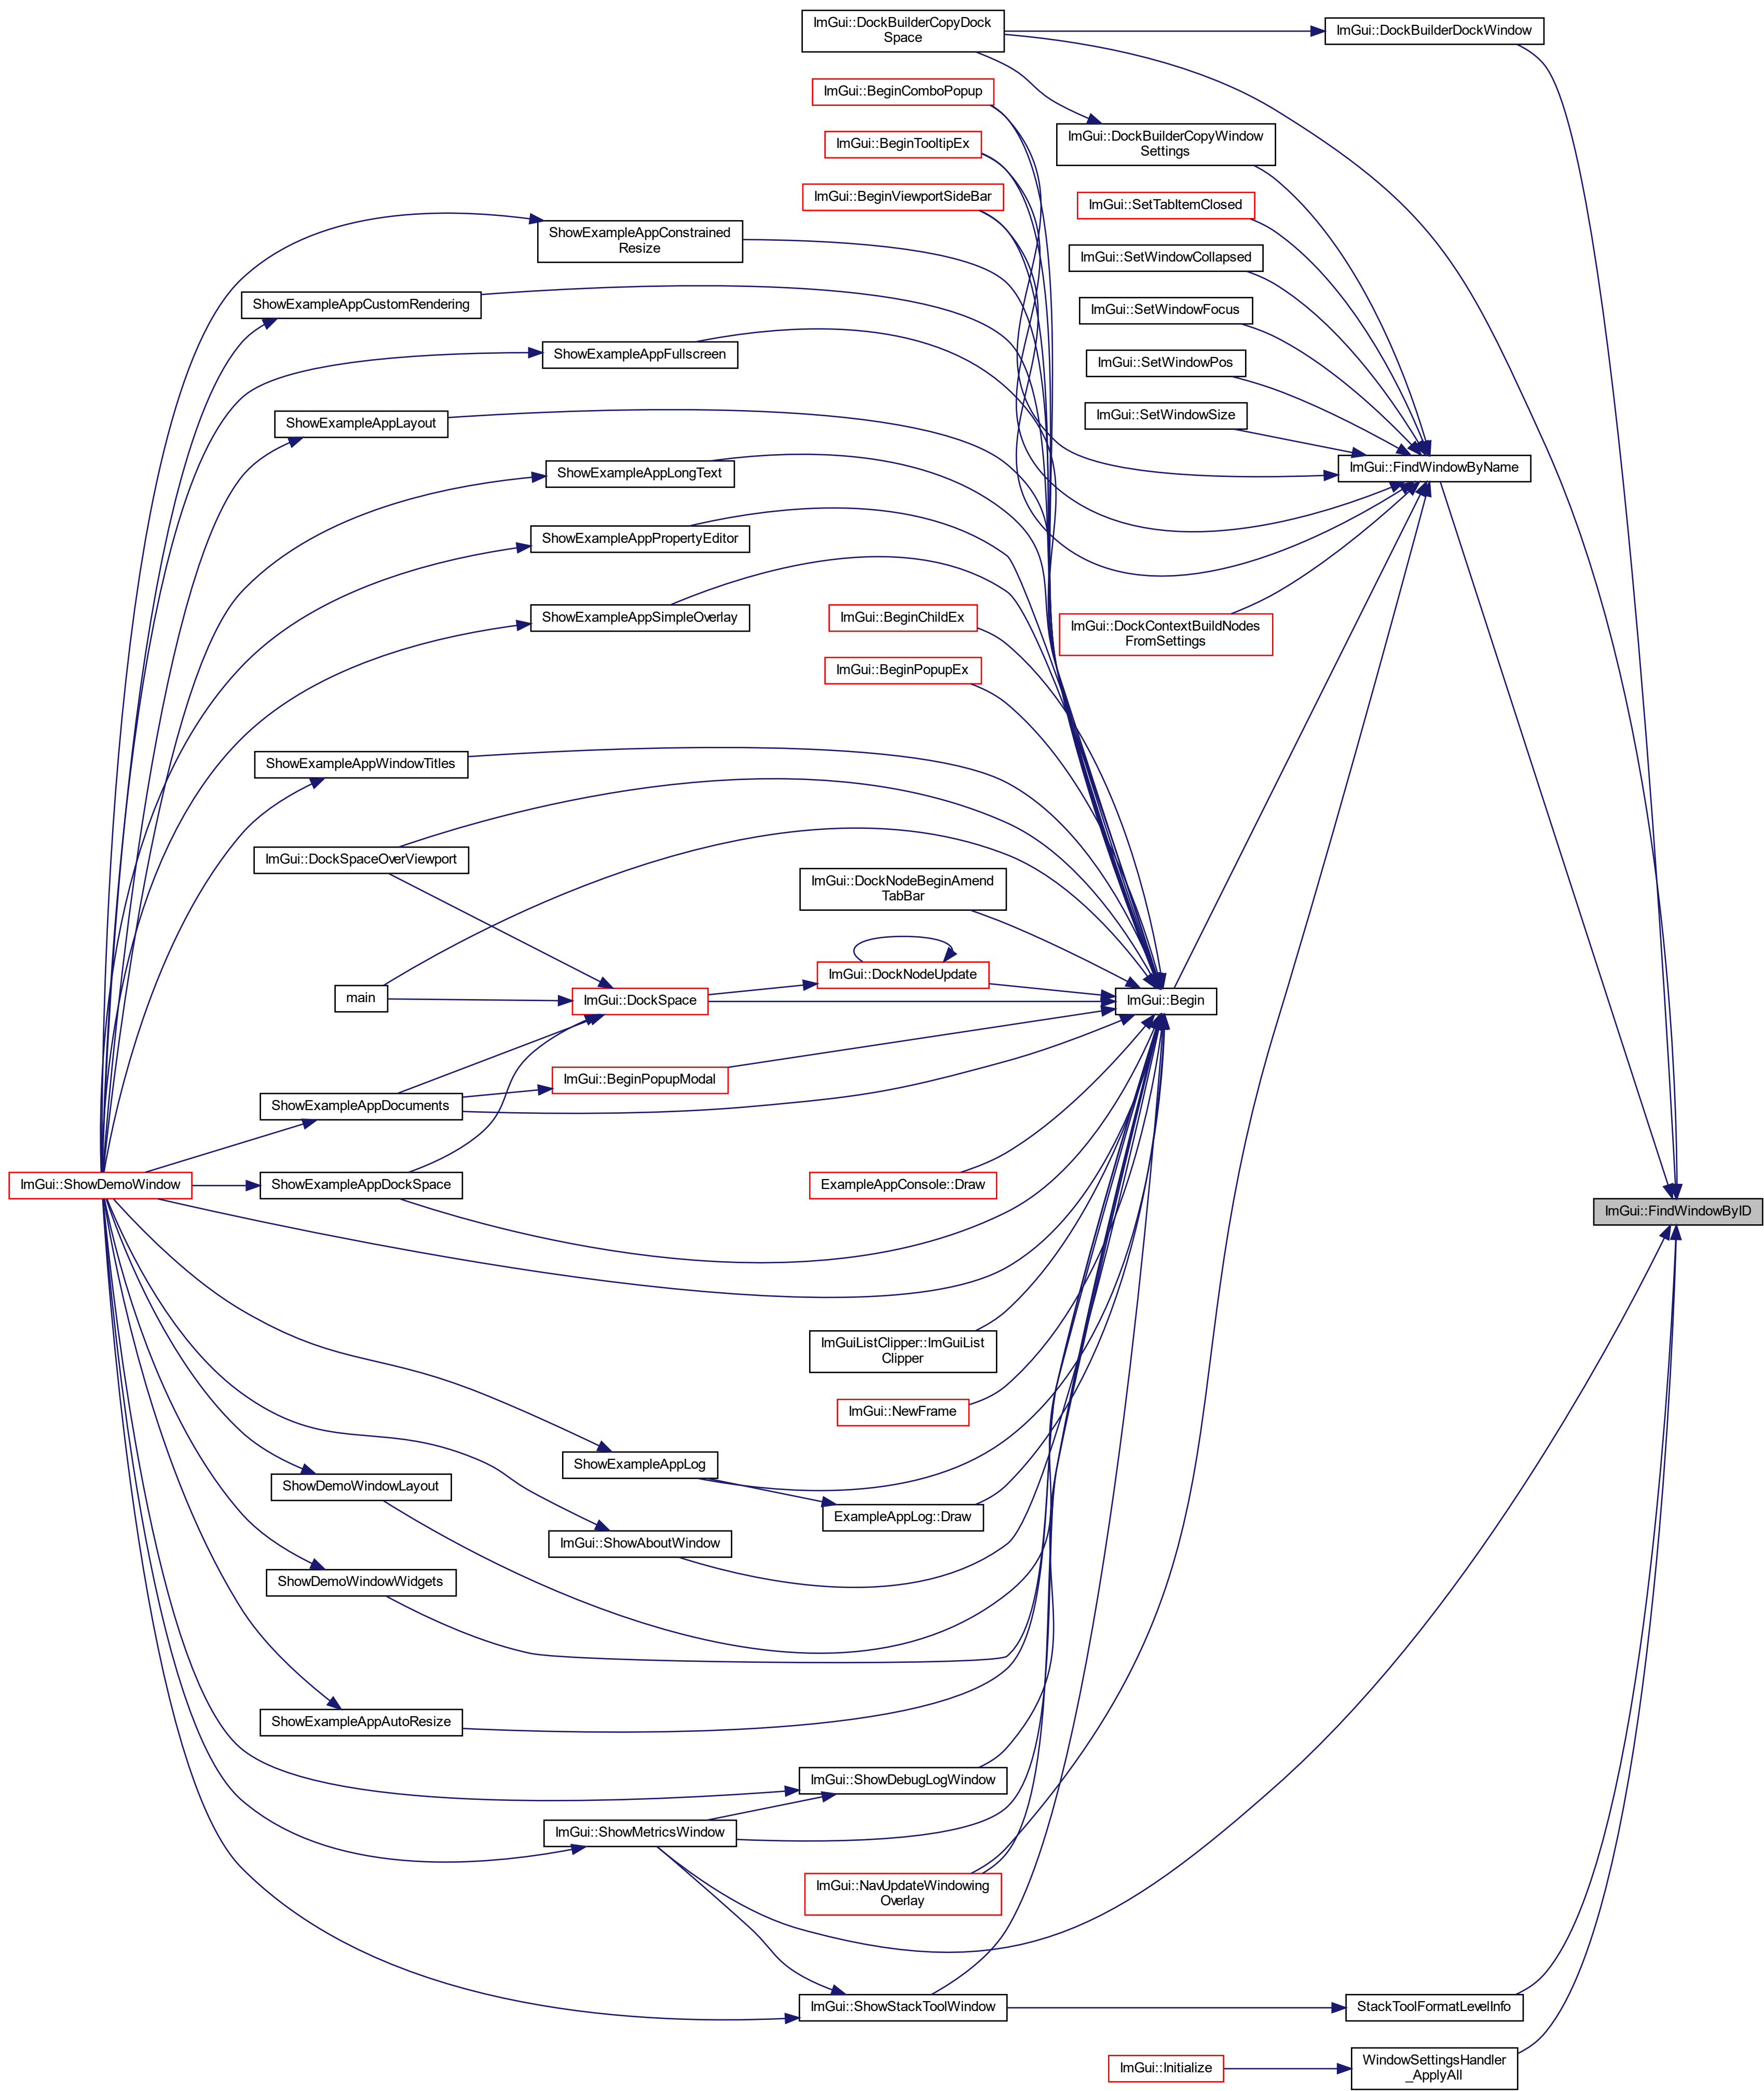 ImGui::DockBuilderCopyDock
Space
ImGui::DockBuilderDockWindow
ImGui::BeginComboPopup
ImGui::DockBuilderCopyWindow
Settings
ImGui::BeginTooltipEx
ImGui::BeginViewportSideBar
ImGui::SetTabItemClosed
ShowExampleAppConstrained
Resize
ImGui::SetWindowCollapsed
ShowExampleAppCustomRendering
ImGui::SetWindowFocus
ShowExampleAppFullscreen
ImGui::SetWindowPos
ShowExampleAppLayout
ImGui::SetWindowSize
ShowExampleAppLongText
ImGui::FindWindowByName
ShowExampleAppPropertyEditor
ShowExampleAppSimpleOverlay
ImGui::BeginChildEx
ImGui::DockContextBuildNodes
FromSettings
ImGui::BeginPopupEx
ShowExampleAppWindowTitles
ImGui::DockSpaceOverViewport
ImGui::DockNodeBeginAmend
TabBar
ImGui::DockNodeUpdate
main
ImGui::DockSpace
ImGui::Begin
ImGui::BeginPopupModal
ShowExampleAppDocuments
ImGui::ShowDemoWindow
ShowExampleAppDockSpace
ExampleAppConsole::Draw
ImGui::FindWindowByID
ImGuiListClipper::ImGuiList
Clipper
ImGui::NewFrame
ShowExampleAppLog
ShowDemoWindowLayout
ExampleAppLog::Draw
ImGui::ShowAboutWindow
ShowDemoWindowWidgets
ShowExampleAppAutoResize
ImGui::ShowDebugLogWindow
ImGui::ShowMetricsWindow
ImGui::NavUpdateWindowing
Overlay
ImGui::ShowStackToolWindow
StackToolFormatLevelInfo
ImGui::Initialize
WindowSettingsHandler
_ApplyAll